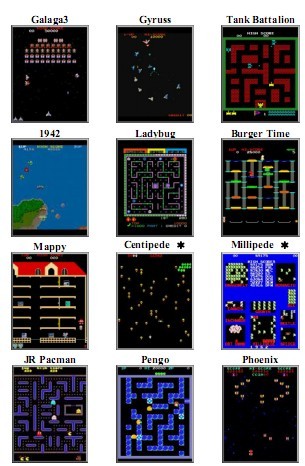 Galaga3 Gyruss Tank Battalion
1942 Ladybug Burger Time
Mappy Centipede ✱ Millipede ✱
JR Pacman Pengo Phoenix